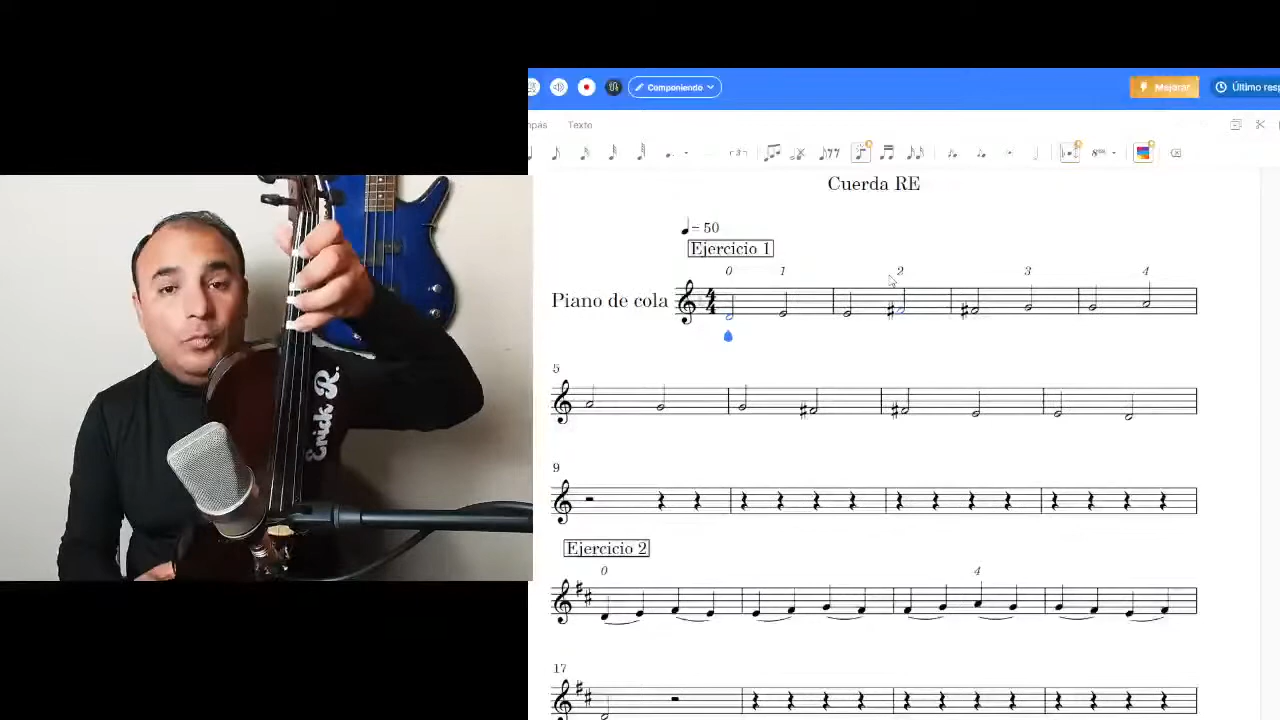 Componiendo
Mejorar
Último resp
npás Texto
Cuerda RE
= 50
Ejercicio 1
0 1 2 3 4
Piano de cola
5
9
Ejercicio 2
0 4
17
Erick R.